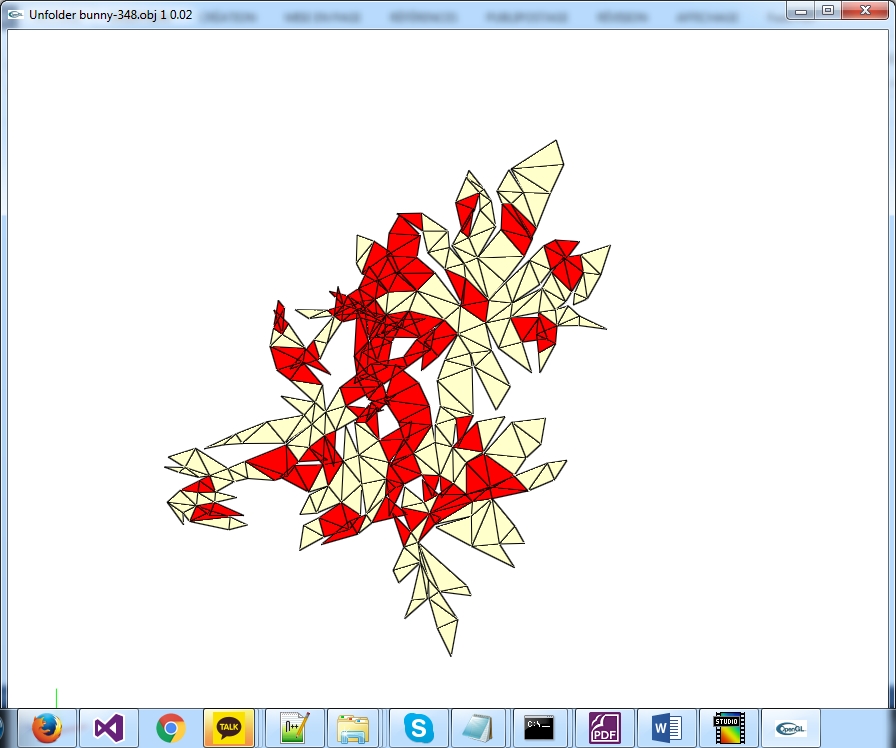 Unfolder bunny-348.obj 1 0.02
CRÉATION MISE EN PAGE RÉFÉRENCES PUBLIPOSTAGE RÉVISION AFFICHAGE
TALK
C:\_
PDF
W
STUDIO
OpenGL